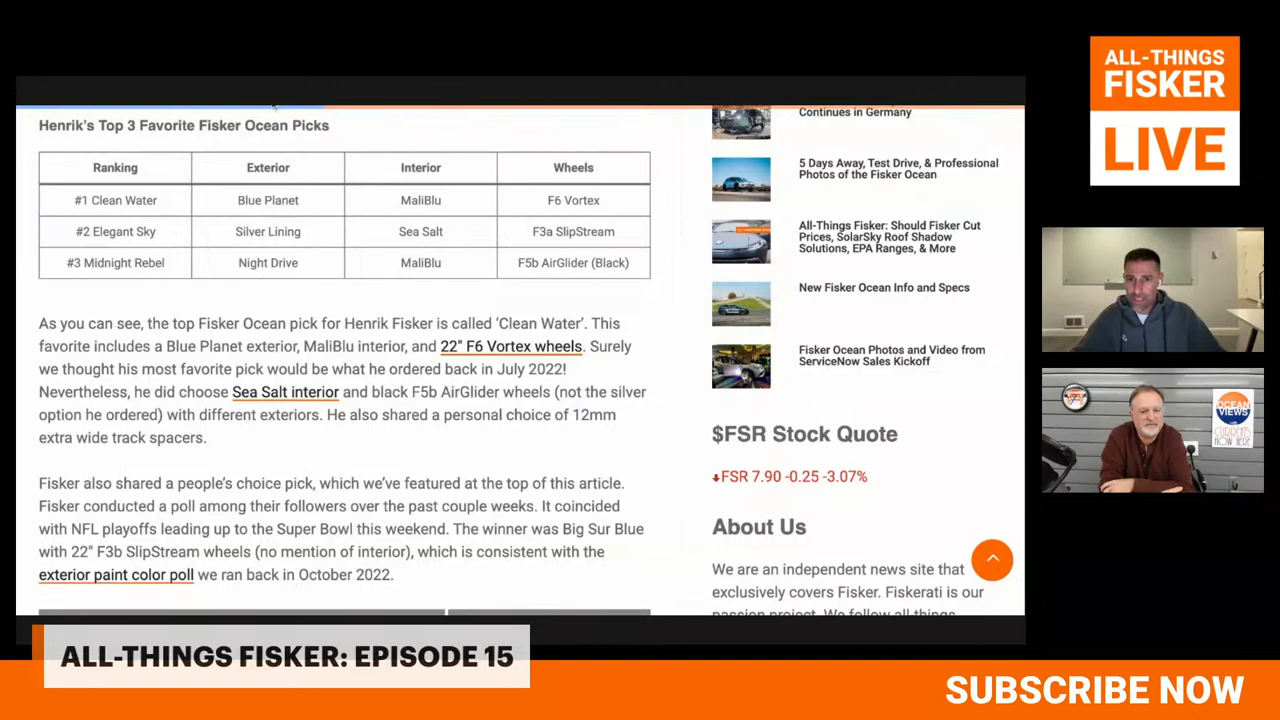 Henrik's Top 3 Favorite Fisker Ocean Picks
Ranking Exterior Interior Wheels
#1 Clean Water Blue Planet MaliBlu F6 Vortex
#2 Elegant Sky Silver Lining Sea Salt F3a SlipStream
#3 Midnight Rebel Night Drive MaliBlu F5b AirGlider (Black)
As you can see, the top Fisker Ocean pick for Henrik Fisker is called ‘Clean Water’. This
favorite includes a Blue Planet exterior, MaliBlu interior, and 22" F6 Vortex wheels. Surely
we thought his most favorite pick would be what he ordered back in July 2022!
Nevertheless, he did choose Sea Salt interior and black F5b AirGlider wheels (not the silver
option he ordered) with different exteriors. He also shared a personal choice of 12mm
extra wide track spacers.
Fisker also shared a people's choice pick, which we've featured at the top of this article.
Fisker conducted a poll among their followers over the past couple weeks. It coincided
with NFL playoffs leading up to the Super Bowl this weekend. The winner was Big Sur Blue
with 22" F3b SlipStream wheels (no mention of interior), which is consistent with the
exterior paint color poll we ran back in October 2022.
Continues in Germany
5 Days Away, Test Drive, & Professional
Photos of the Fisker Ocean
All-Things Fisker: Should Fisker Cut
Prices, SolarSky Roof Shadow
Solutions, EPA Ranges, & More
New Fisker Ocean Info and Specs
Fisker Ocean Photos and Video from
ServiceNow Sales Kickoff
$FSR Stock Quote
FSR 7.90 -0.25 -3.07%
About Us
We are an independent news site that
exclusively covers Fisker. Fiskerati is our
passion project. We follow all things
ALL-THINGS
FISKER
LIVE
OCEAN
VIEWS
CURRENTS
NOW HERE
ALL-THINGS FISKER: EPISODE 15
SUBSCRIBE NOW